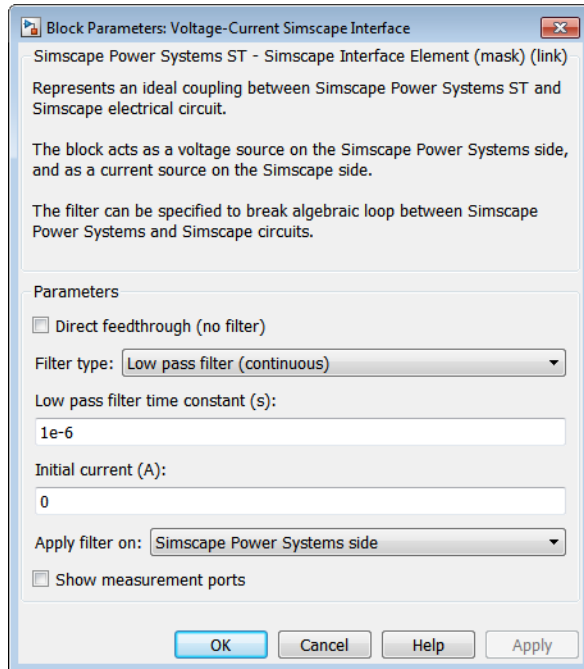 Block Parameters: Voltage-Current Simscape Interface
Simscape Power Systems ST - Simscape Interface Element (mask) (link)
Represents an ideal coupling between Simscape Power Systems ST and
Simscape electrical circuit.
The block acts as a voltage source on the Simscape Power Systems side,
and as a current source on the Simscape side.
The filter can be specified to break algebraic loop between Simscape
Power Systems and Simscape circuits.
Parameters
Direct feedthrough (no filter)
Filter type: Low pass filter (continuous)
Low pass filter time constant (s):
1e-6
Initial current (A):
0
Apply filter on: Simscape Power Systems side
Show measurement ports
OK Cancel Help Apply